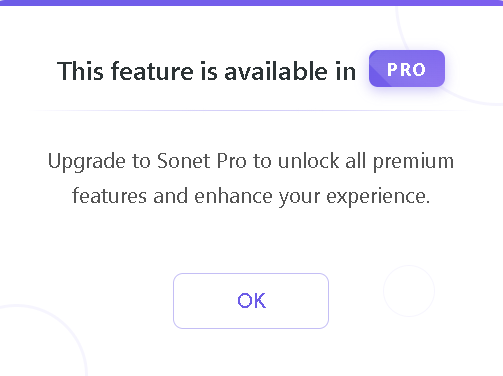 This feature is available in PRO
Upgrade to Sonet Pro to unlock all premium
features and enhance your experience.
OK